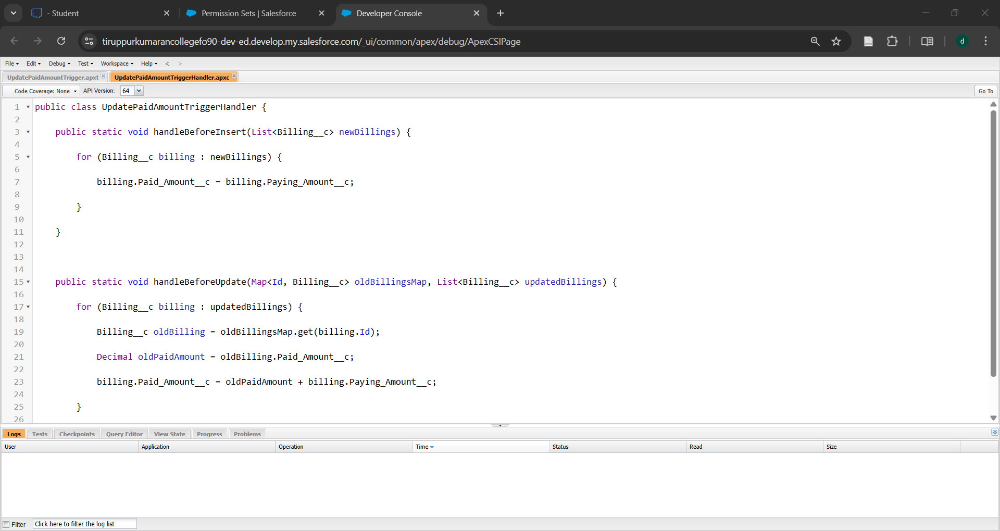 - Student
Permission Sets | Salesforce
Developer Console
tiruppurkumarancollegefo90-dev-ed.develop.my.salesforce.com/_ui/common/apex/debug/ApexCSIPage
d
File Edit Debug Test Workspace Help < >
UpdatePaidAmountTrigger.apxt UpdatePaidAmountTriggerHandler.apxc
Code Coverage: None API Version: 64 Go To
1 public class UpdatePaidAmountTriggerHandler {
2
3 public static void handleBeforeInsert(List<Billing__c> newBillings) {
4
5 for (Billing__c billing : newBillings) {
6
7 billing.Paid_Amount__c = billing.Paying_Amount__c;
8
9 }
10
11 }
12
13
14
15 public static void handleBeforeUpdate(Map<Id, Billing__c> oldBillingsMap, List<Billing__c> updatedBillings) {
16
17 for (Billing__c billing : updatedBillings) {
18
19 Billing__c oldBilling = oldBillingsMap.get(billing.Id);
20
21 Decimal oldPaidAmount = oldBilling.Paid_Amount__c;
22
23 billing.Paid_Amount__c = oldPaidAmount + billing.Paying_Amount__c;
24
25 }
26
Logs Tests Checkpoints Query Editor View State Progress Problems
User Application Operation Time Status Read Size
Filter Click here to filter the log list